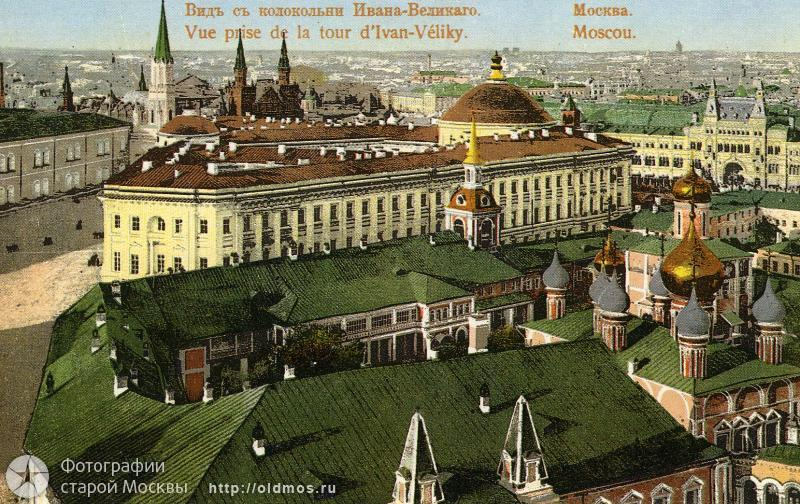 Видъ съ колокольни Ивана-Великаго. Москва.
Vue prise de la tour d'Ivan-Véliky. Moscou.
Фотографии
старой Москвы http://oldmos.ru